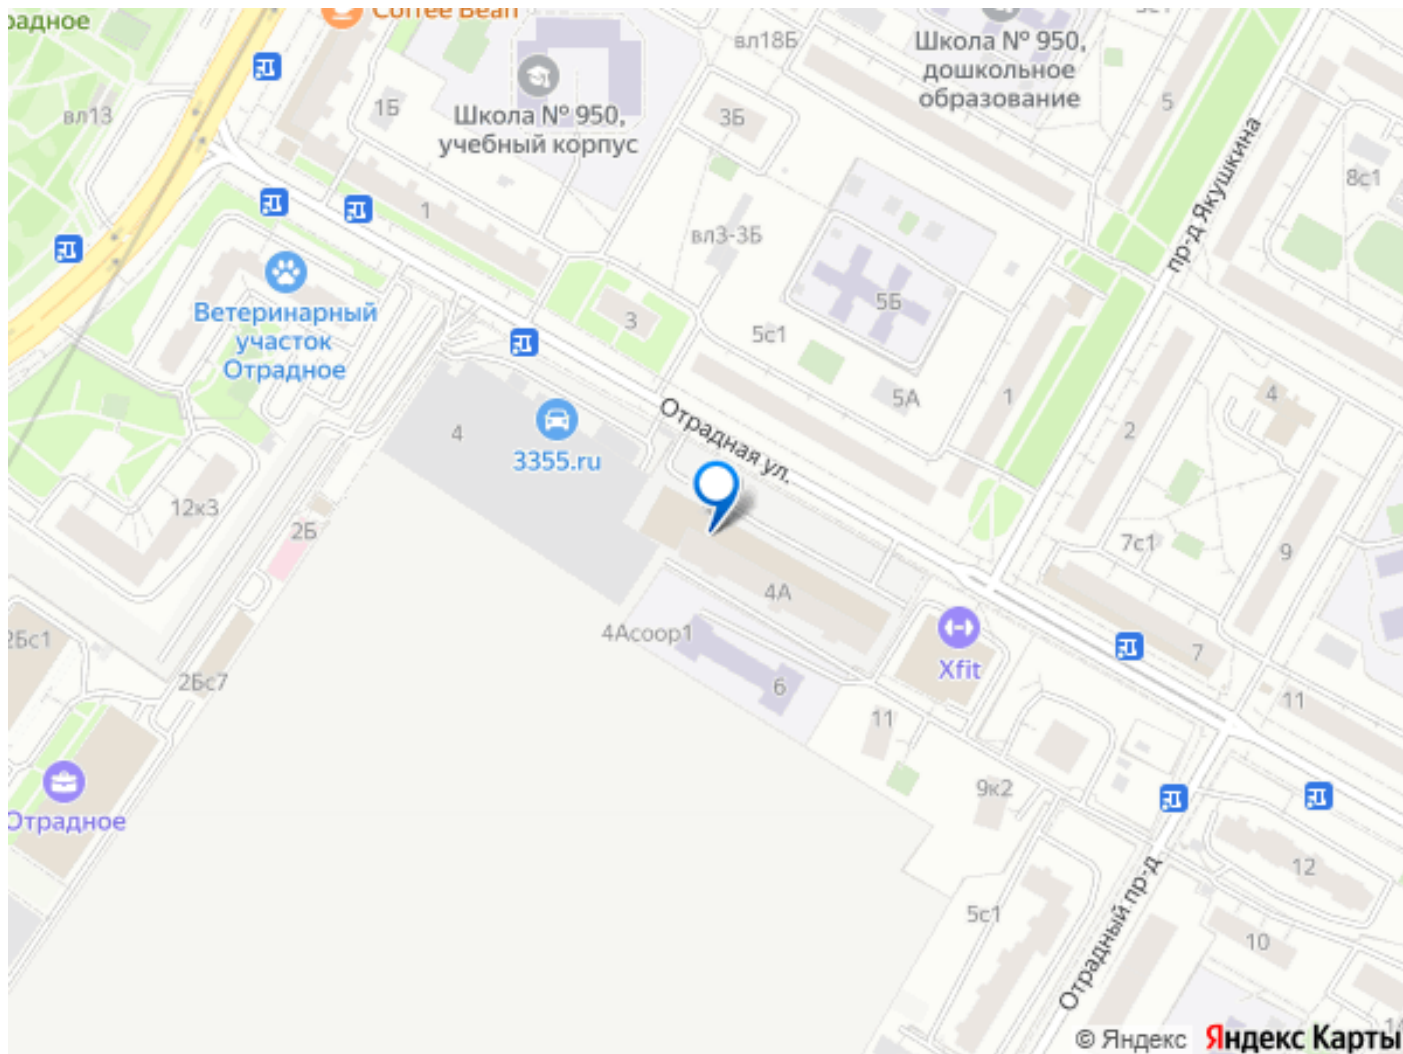 радное
Coffee Bean
вл18Б
Школа № 950,
дошкольное
образование
5
вл13
1Б
Школа № 950,
учебный корпус
3Б
пр-д Якушкина
8с1
1
вл3-3Б
Ветеринарный
участок
Отрадное
3
5с1
5Б
5А
1
4
2
4
3355.ru
Отрадная ул.
12к3
2Б
7с1
9
4А
4Асоор1
Xfit
7
2Бс1
2Бс7
6
11
11
9к2
Отрадное
12
5с1
Отрадный пр-д
10
© Яндекс
Яндекс Карты